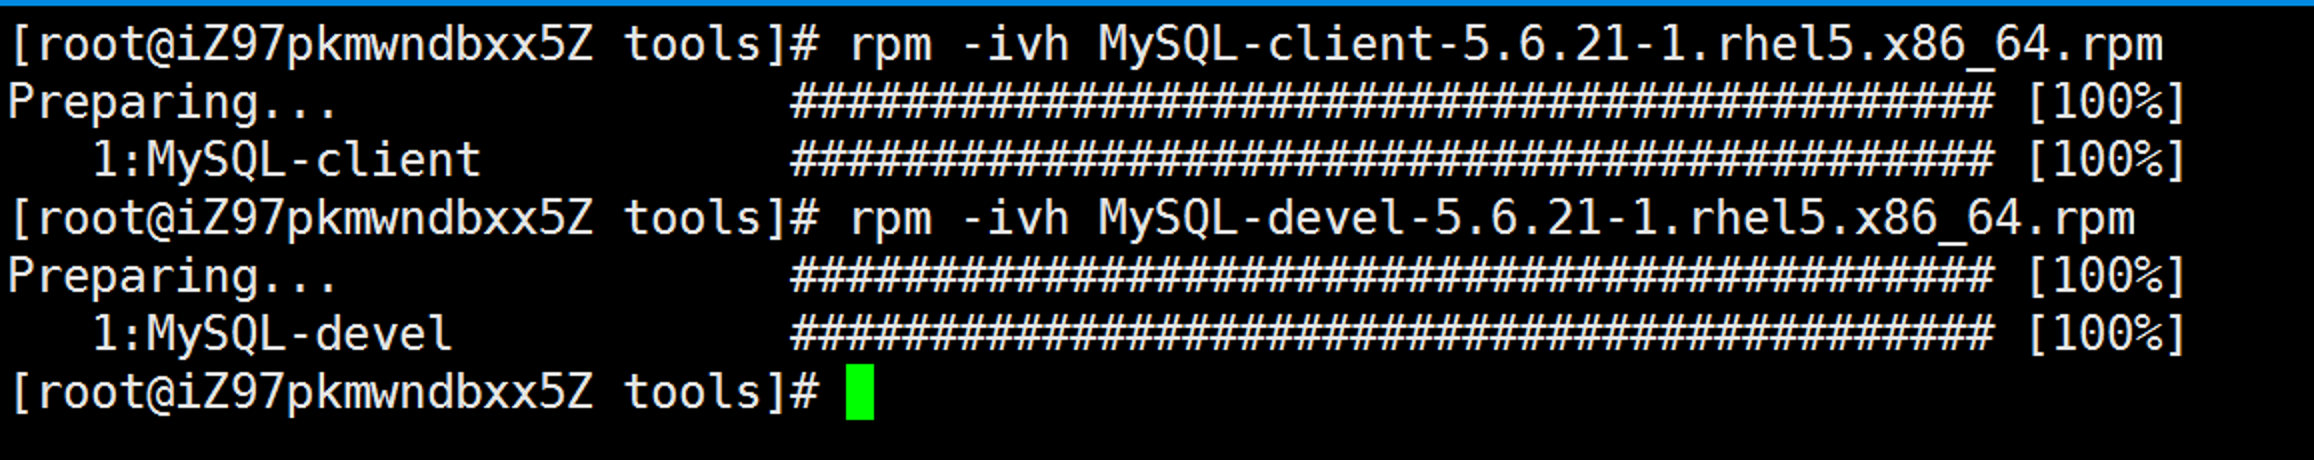 [root@iZ97pkmwndbxx5Z tools]# rpm -ivh MySQL-client-5.6.21-1.rhel5.x86_64.rpm
Preparing...                ########################################### [100%]
   1:MySQL-client           ########################################### [100%]
[root@iZ97pkmwndbxx5Z tools]# rpm -ivh MySQL-devel-5.6.21-1.rhel5.x86_64.rpm
Preparing...                ########################################### [100%]
   1:MySQL-devel            ########################################### [100%]
[root@iZ97pkmwndbxx5Z tools]#